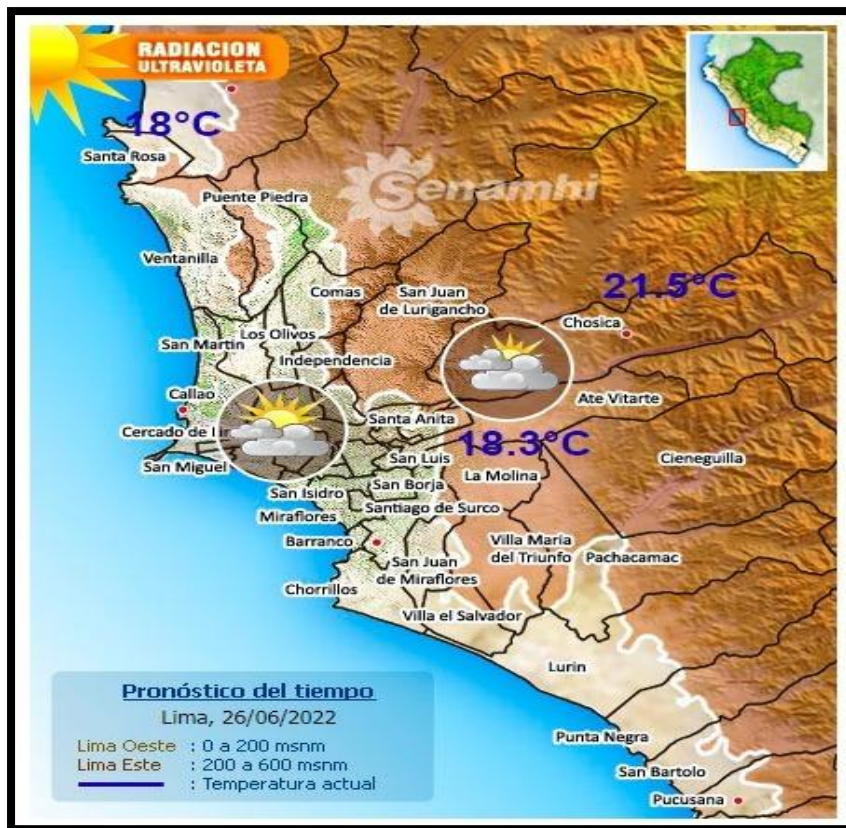 RADIACION
ULTRAVIOLETA
18°C
Santa Rosa
Senamhi
Puente Piedra
Ventanilla
21.5°C
Comas
San Juan
de Lurigancho
Chosica
Los Olivos
San Martin
Independencia
Callao
Ate Vitarte
Santa Anita
Cercado de Li
18.3°C
San Luis
Cieneguilla
San Miguel
La Molina
San Borja
San Isidro
Santiago de Surco
Miraflores
Barranco
Villa Maria
del Triunfo
Pachacamac
San Juan
de Miraflores
Chorrillos
Villa el Salvador
Lurin
Pronóstico del tiempo
Lima, 26/06/2022
Lima Oeste : 0 a 200 msnm
Lima Este : 200 a 600 msnm
: Temperatura actual
Punta Negra
San Bartolo
Pucusana